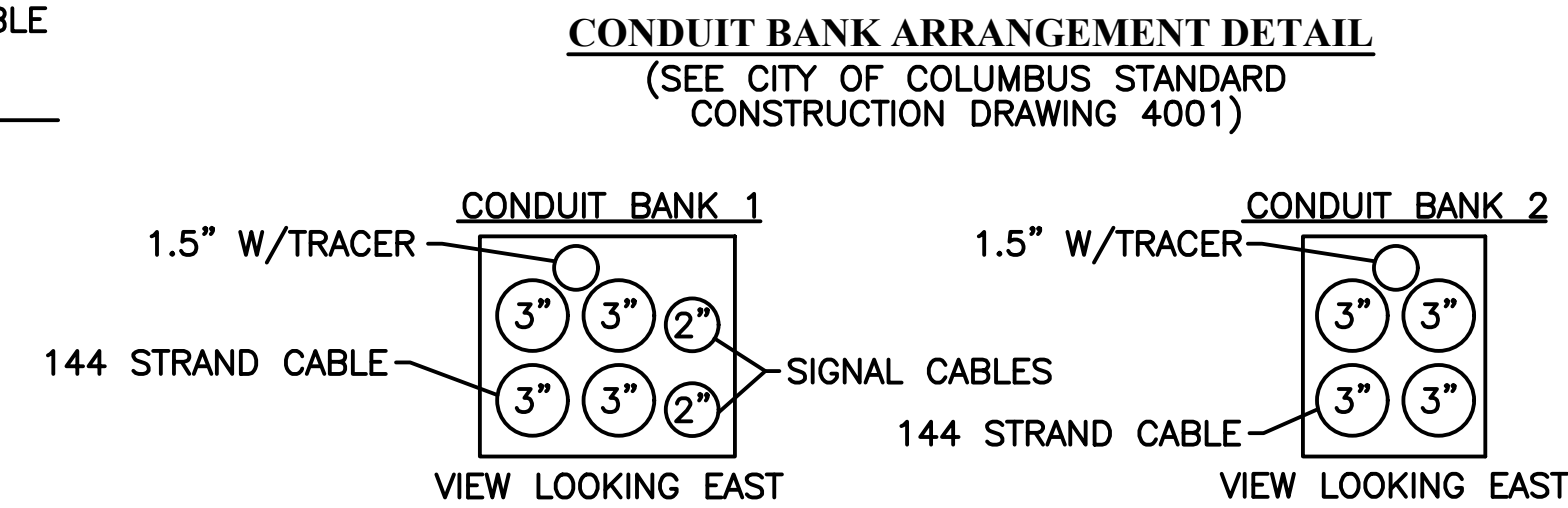 BLE
CONDUIT BANK ARRANGEMENT DETAIL
(SEE CITY OF COLUMBUS STANDARD
CONSTRUCTION DRAWING 4001)
CONDUIT BANK 1
1.5” W/TRACER
3” 3” 2”
144 STRAND CABLE
3” 3” 2”
SIGNAL CABLES
VIEW LOOKING EAST
CONDUIT BANK 2
1.5” W/TRACER
3” 3”
3” 3”
144 STRAND CABLE
VIEW LOOKING EAST